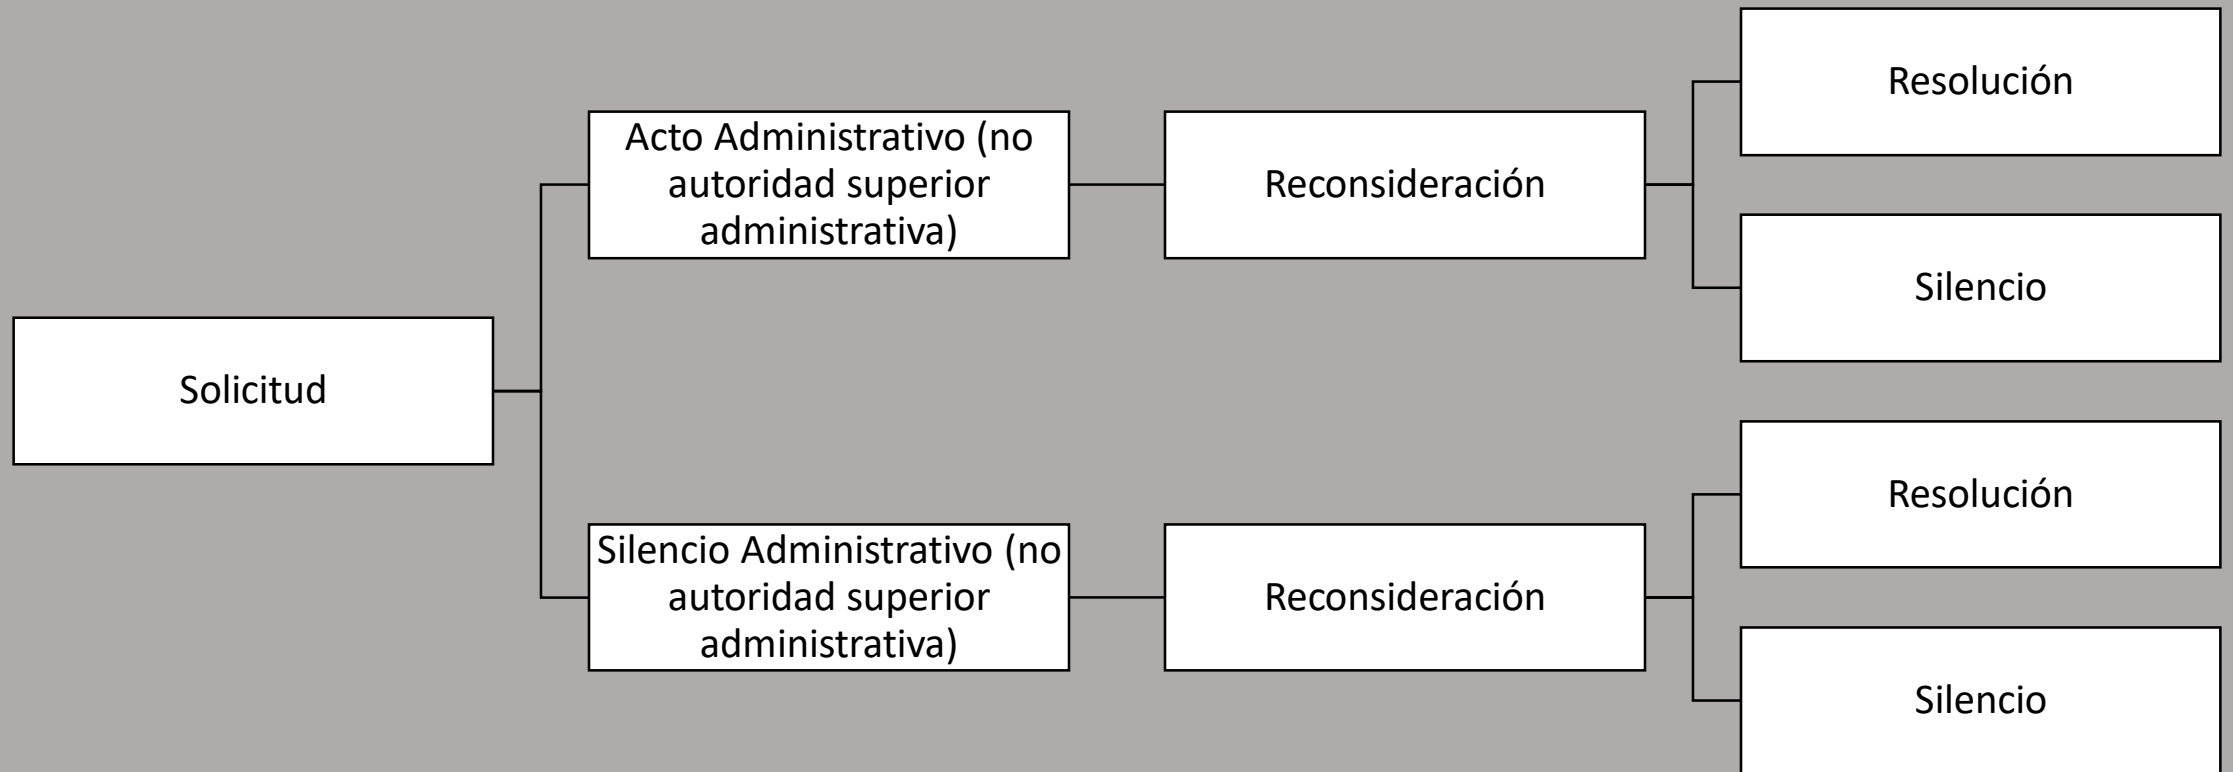 Solicitud
Acto Administrativo (no
autoridad superior
administrativa)
Reconsideración
Resolución
Silencio
Silencio Administrativo (no
autoridad superior
administrativa)
Reconsideración
Resolución
Silencio